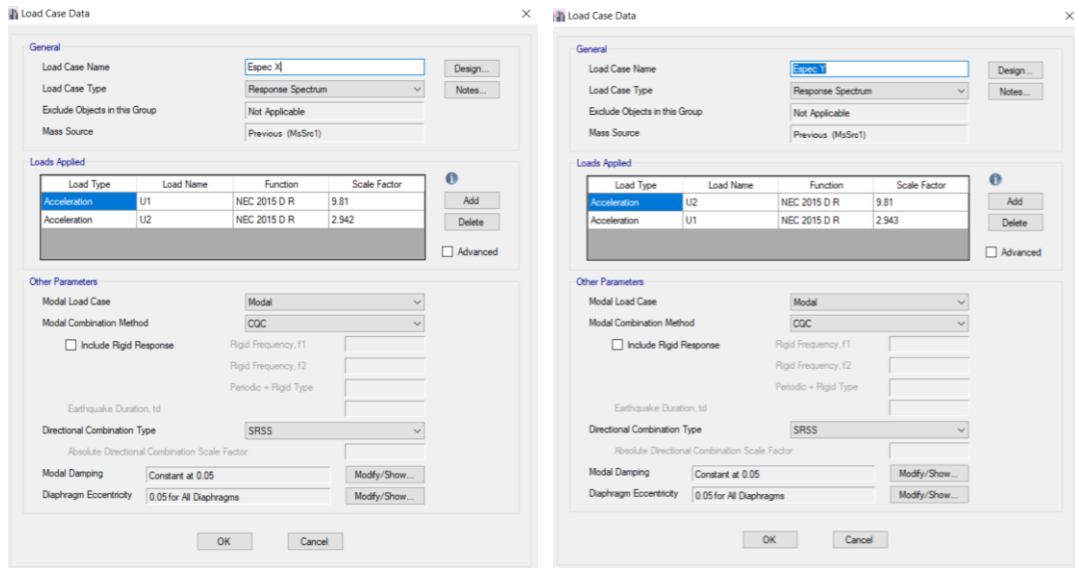 Load Case Data
General
Load Case Name Espec X Design...
Load Case Type Response Spectrum Notes...
Exclude Objects in this Group Not Applicable
Mass Source Previous (MsSrc1)
Loads Applied
Load Type Load Name Function Scale Factor
Acceleration U1 NEC 2015 D R 9.81 Add
Acceleration U2 NEC 2015 D R 2.942 Delete
Advanced
Other Parameters
Modal Load Case Modal
Modal Combination Method CQC
Include Rigid Response Rigid Frequency, f1
Rigid Frequency, f2
Periodic + Rigid Type
Earthquake Duration, td
Directional Combination Type SRSS
Absolute Directional Combination Scale Factor
Modal Damping Constant at 0.05 Modify/Show...
Diaphragm Eccentricity 0.05 for All Diaphragms Modify/Show...
OK Cancel
Load Case Data
General
Load Case Name Espec Y Design...
Load Case Type Response Spectrum Notes...
Exclude Objects in this Group Not Applicable
Mass Source Previous (MsSrc1)
Loads Applied
Load Type Load Name Function Scale Factor
Acceleration U2 NEC 2015 D R 9.81 Add
Acceleration U1 NEC 2015 D R 2.943 Delete
Advanced
Other Parameters
Modal Load Case Modal
Modal Combination Method CQC
Include Rigid Response Rigid Frequency, f1
Rigid Frequency, f2
Periodic + Rigid Type
Earthquake Duration, td
Directional Combination Type SRSS
Absolute Directional Combination Scale Factor
Modal Damping Constant at 0.05 Modify/Show...
Diaphragm Eccentricity 0.05 for All Diaphragms Modify/Show...
OK Cancel